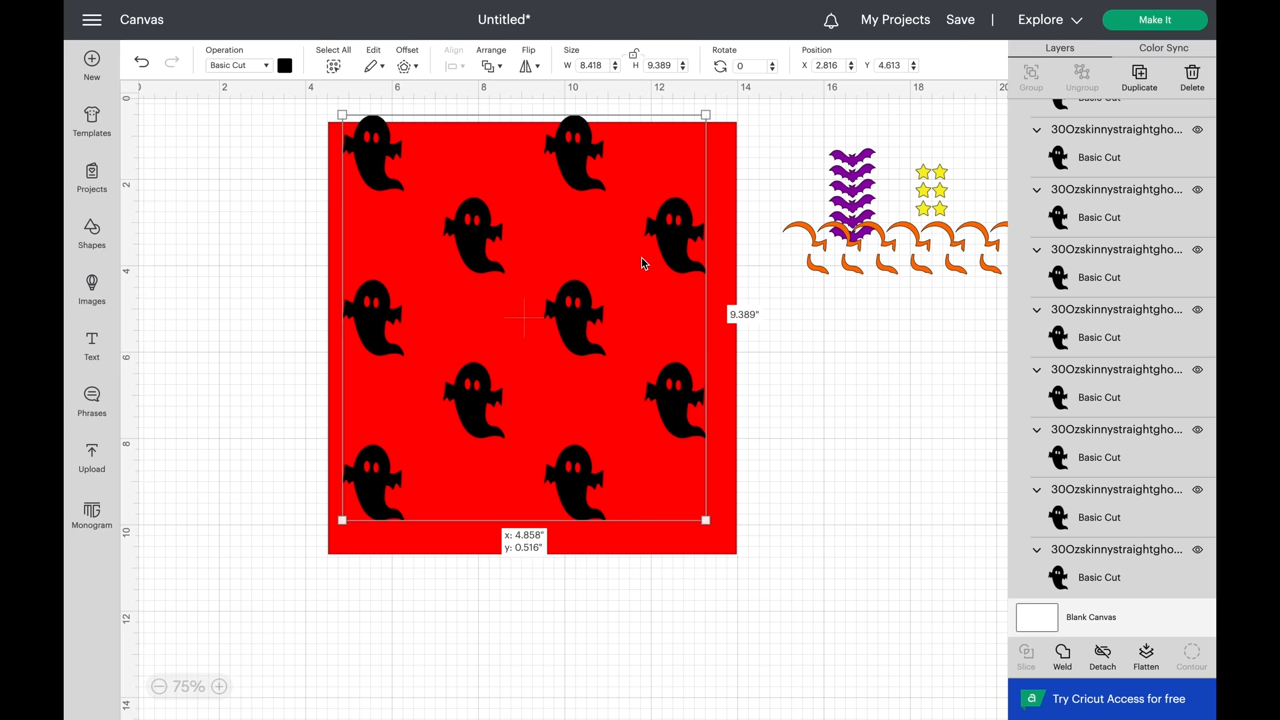 Canvas
Untitled*
My Projects
Save
|
Explore
Make It
Operation
Basic Cut
Select All
Edit
Offset
Align
Arrange
Flip
Size
W 8.418
H 9.389
Rotate
0
Position
X 2.816
Y 4.613
Layers
Color Sync
Group
Ungroup
Duplicate
Delete
New
Templates
Projects
Shapes
Images
Text
Phrases
Upload
Monogram
0 2 4 6 8 10 12 14 16 18 20
0
2
4
6
8
10
12
14
9.389"
x: 4.858"
y: 0.516"
75%
Basic Cut
30Ozskinnystraightgho...
Basic Cut
30Ozskinnystraightgho...
Basic Cut
30Ozskinnystraightgho...
Basic Cut
30Ozskinnystraightgho...
Basic Cut
30Ozskinnystraightgho...
Basic Cut
30Ozskinnystraightgho...
Basic Cut
30Ozskinnystraightgho...
Basic Cut
30Ozskinnystraightgho...
Basic Cut
Blank Canvas
Slice
Weld
Detach
Flatten
Contour
a
Try Cricut Access for free